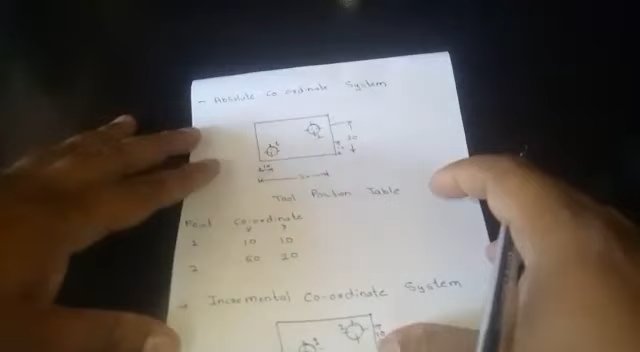 - Absolute Co-ordinate System
Tool Position Table
Point Co-ordinate
x y
1 10 10
2 20
→ Incremental Co-ordinate System